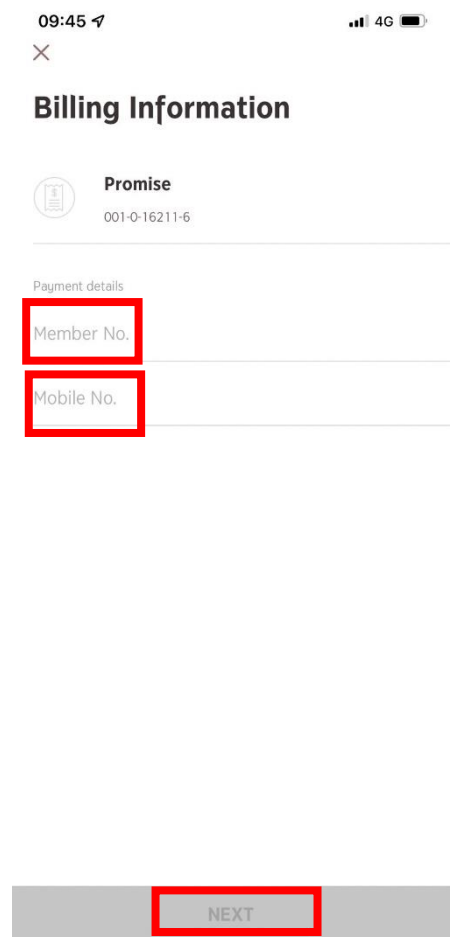 09:45
4G
Billing Information
$
Promise
001-0-16211-6
Payment details
Member No.
Mobile No.
NEXT